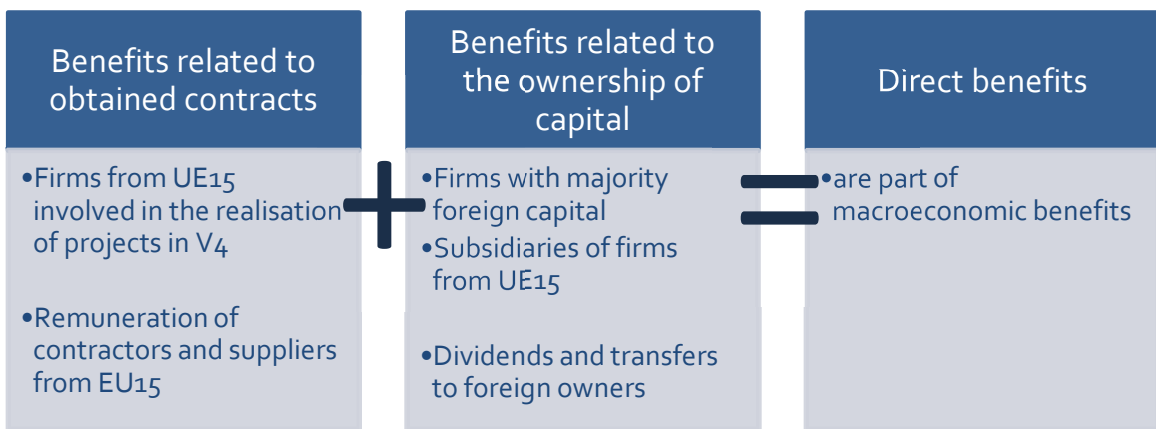 Benefits related to
obtained contracts
•Firms from UE15
involved in the realisation
of projects in V4
•Remuneration of
contractors and suppliers
from EU15
+
Benefits related to
the ownership of
capital
•Firms with majority
foreign capital
•Subsidiaries of firms
from UE15
•Dividends and transfers
to foreign owners
=
Direct benefits
•are part of
macroeconomic benefits